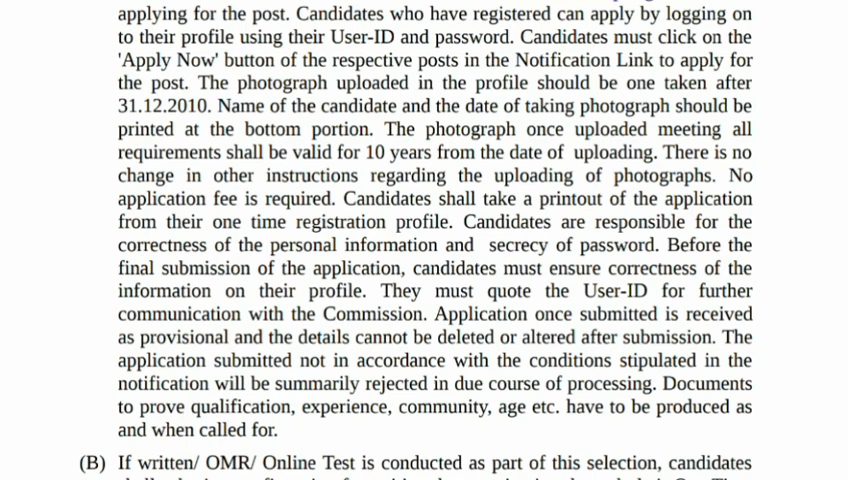 applying for the post. Candidates who have registered can apply by logging on
to their profile using their User-ID and password. Candidates must click on the
'Apply Now' button of the respective posts in the Notification Link to apply for
the post. The photograph uploaded in the profile should be one taken after
31.12.2010. Name of the candidate and the date of taking photograph should be
printed at the bottom portion. The photograph once uploaded meeting all
requirements shall be valid for 10 years from the date of uploading. There is no
change in other instructions regarding the uploading of photographs. No
application fee is required. Candidates shall take a printout of the application
from their one time registration profile. Candidates are responsible for the
correctness of the personal information and secrecy of password. Before the
final submission of the application, candidates must ensure correctness of the
information on their profile. They must quote the User-ID for further
communication with the Commission. Application once submitted is received
as provisional and the details cannot be deleted or altered after submission. The
application submitted not in accordance with the conditions stipulated in the
notification will be summarily rejected in due course of processing. Documents
to prove qualification, experience, community, age etc. have to be produced as
and when called for.
(B) If written/ OMR/ Online Test is conducted as part of this selection, candidates